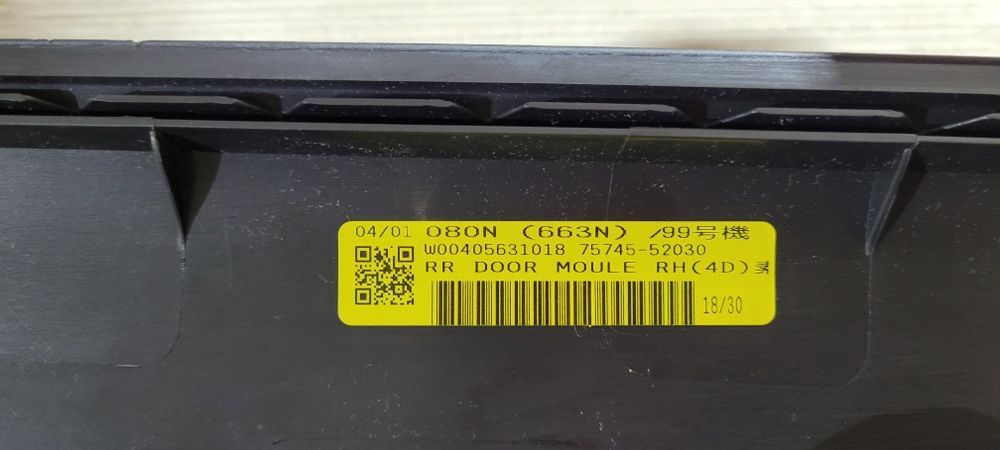 04/01 080N (663N) /99号機
W00405631018 75745-52030
RR DOOR MOULE RH(4D)
18/30